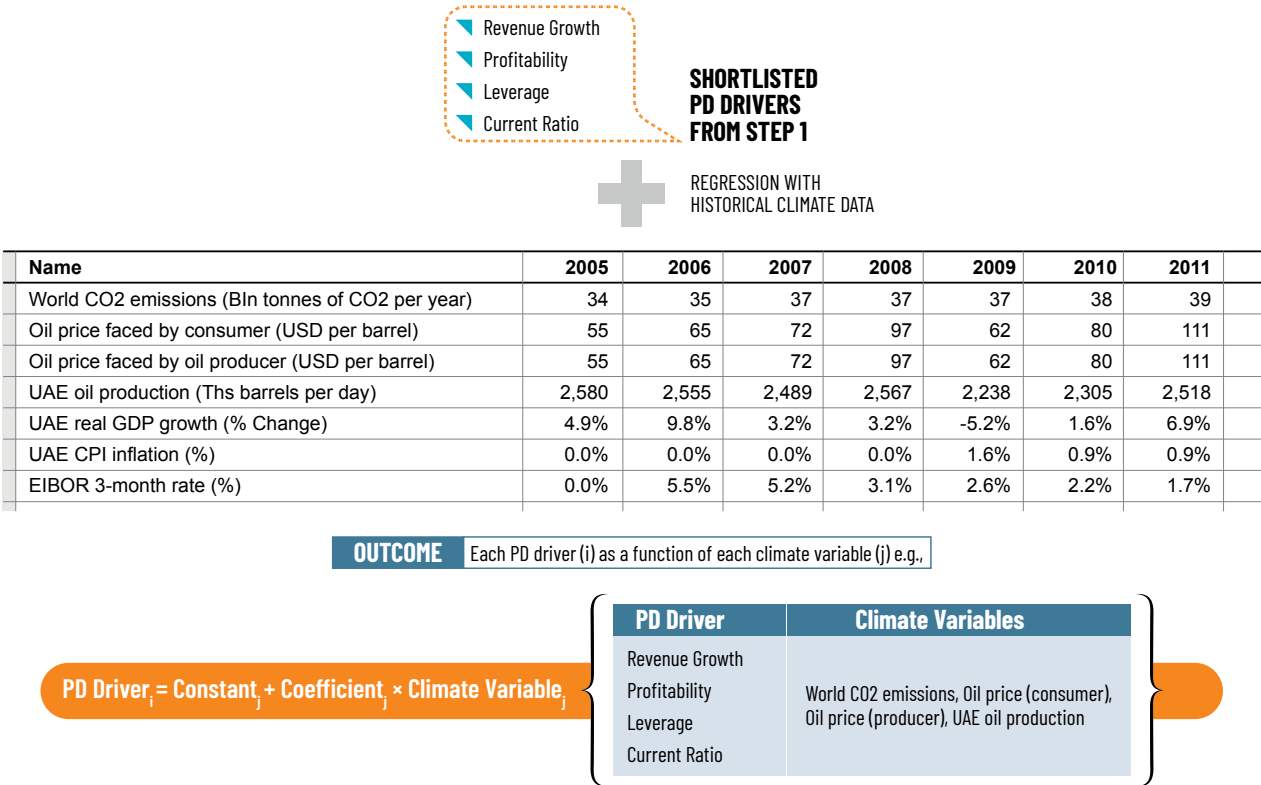 Revenue Growth
Profitability
Leverage
Current Ratio
SHORTLISTED
PD DRIVERS
FROM STEP 1
REGRESSION WITH
HISTORICAL CLIMATE DATA
Name 2005 2006 2007 2008 2009 2010 2011
World CO2 emissions (Bln tonnes of CO2 per year) 34 35 37 37 37 38 39
Oil price faced by consumer (USD per barrel) 55 65 72 97 62 80 111
Oil price faced by oil producer (USD per barrel) 55 65 72 97 62 80 111
UAE oil production (Ths barrels per day) 2,580 2,555 2,489 2,567 2,238 2,305 2,518
UAE real GDP growth (% Change) 4.9% 9.8% 3.2% 3.2% -5.2% 1.6% 6.9%
UAE CPI inflation (%) 0.0% 0.0% 0.0% 0.0% 1.6% 0.9% 0.9%
EIBOR 3-month rate (%) 0.0% 5.5% 5.2% 3.1% 2.6% 2.2% 1.7%
OUTCOME Each PD driver (i) as a function of each climate variable (j) e.g.,
PD Driver_i = Constant_j + Coefficient_j × Climate Variable_j
PD Driver Climate Variables
Revenue Growth
Profitability
Leverage
Current Ratio
World CO2 emissions, Oil price (consumer),
Oil price (producer), UAE oil production